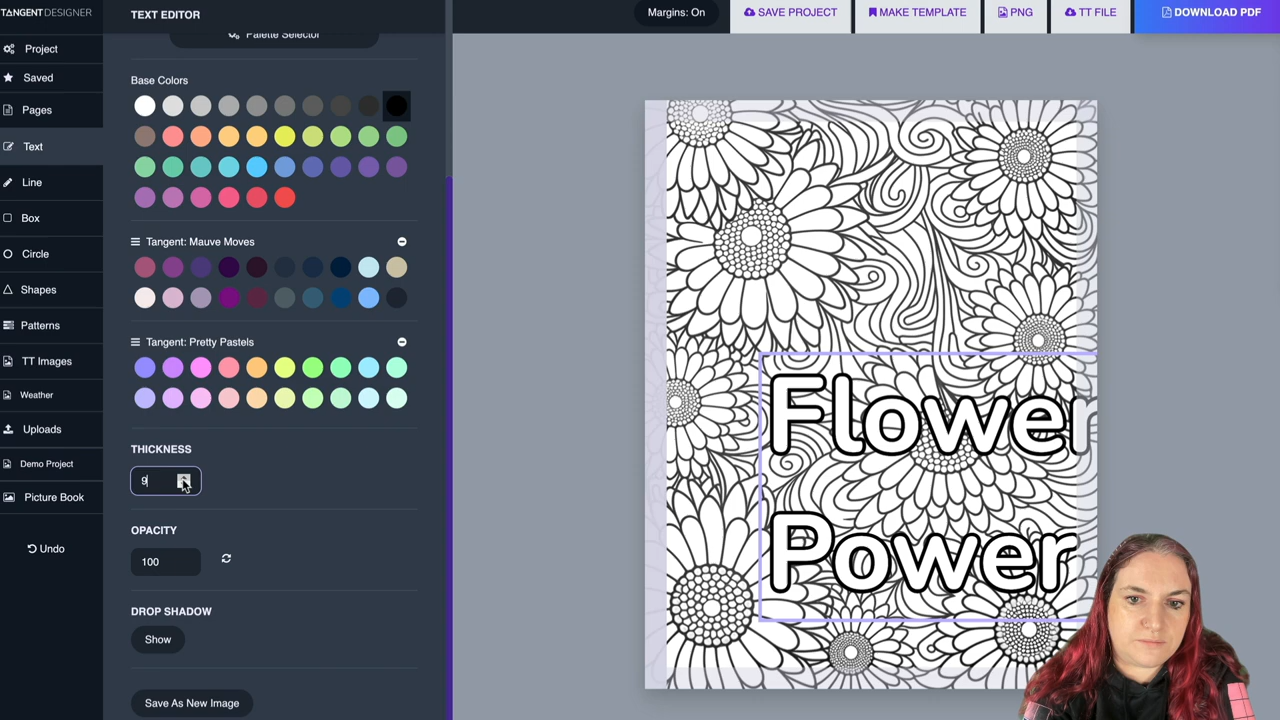 TANGENT DESIGNER
TEXT EDITOR
Margins: On
SAVE PROJECT
MAKE TEMPLATE
PNG
TT FILE
DOWNLOAD PDF
Project
Saved
Pages
Text
Line
Box
Circle
Shapes
Patterns
TT Images
Weather
Uploads
Demo Project
Picture Book
Undo
Palette Selector
Base Colors
Tangent: Mauve Moves
Tangent: Pretty Pastels
THICKNESS
9
OPACITY
100
DROP SHADOW
Show
Save As New Image
Flower
Power